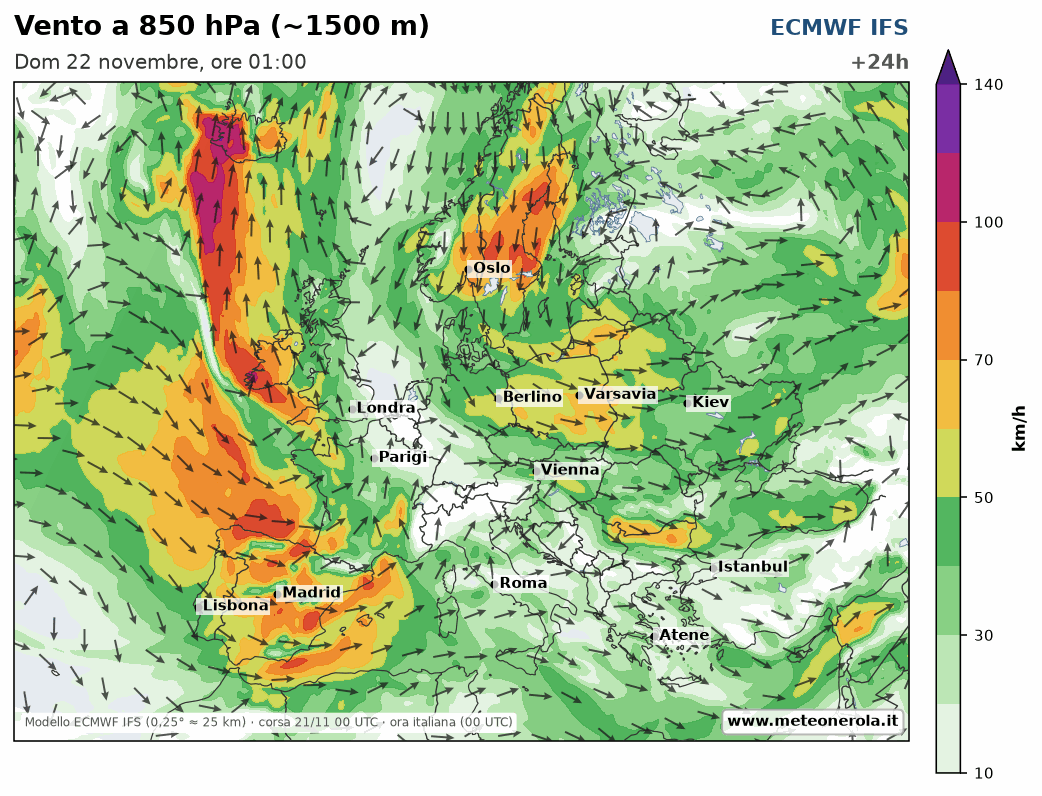 Vento a 850 hPa (~1500 m)
ECMWF IFS
Dom 22 novembre, ore 01:00
+24h
140
100
70
50
30
10
km/h
Oslo
Berlino
Varsavia
Kiev
Londra
Parigi
Vienna
Istanbul
Roma
Madrid
Lisbona
Atene
Modello ECMWF IFS (0,25° ≈ 25 km) · corsa 21/11 00 UTC · ora italiana (00 UTC)
www.meteonerola.it